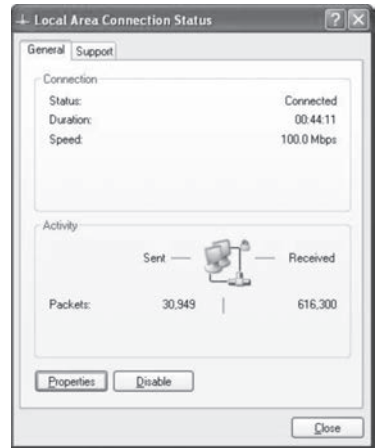 Local Area Connection Status
General Support
Connection
Status: Connected
Duration: 00:44:11
Speed: 100.0 Mbps
Activity
Sent Received
Packets: 30,949 616,300
Properties Disable
Close